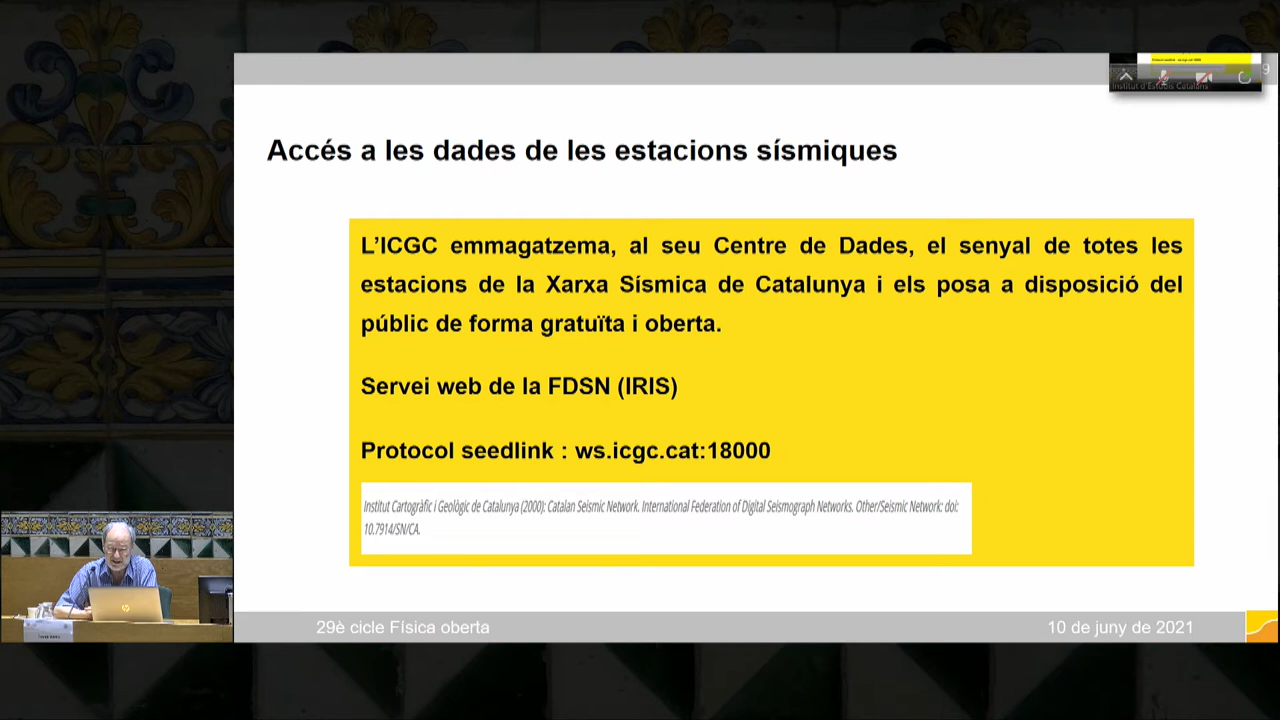 Institut d'Estudis Catalans
9
Accés a les dades de les estacions sísmiques
L'ICGC emmagatzema, al seu Centre de Dades, el senyal de totes les
estacions de la Xarxa Sísmica de Catalunya i els posa a disposició del
públic de forma gratuïta i oberta.
Servei web de la FDSN (IRIS)
Protocol seedlink : ws.icgc.cat:18000
Institut Cartogràfic i Geològic de Catalunya (2000): Catalan Seismic Network. International Federation of Digital Seismograph Networks. Other/Seismic Network: doi:
10.7914/SN/CA.
29è cicle Física oberta
10 de juny de 2021
hp